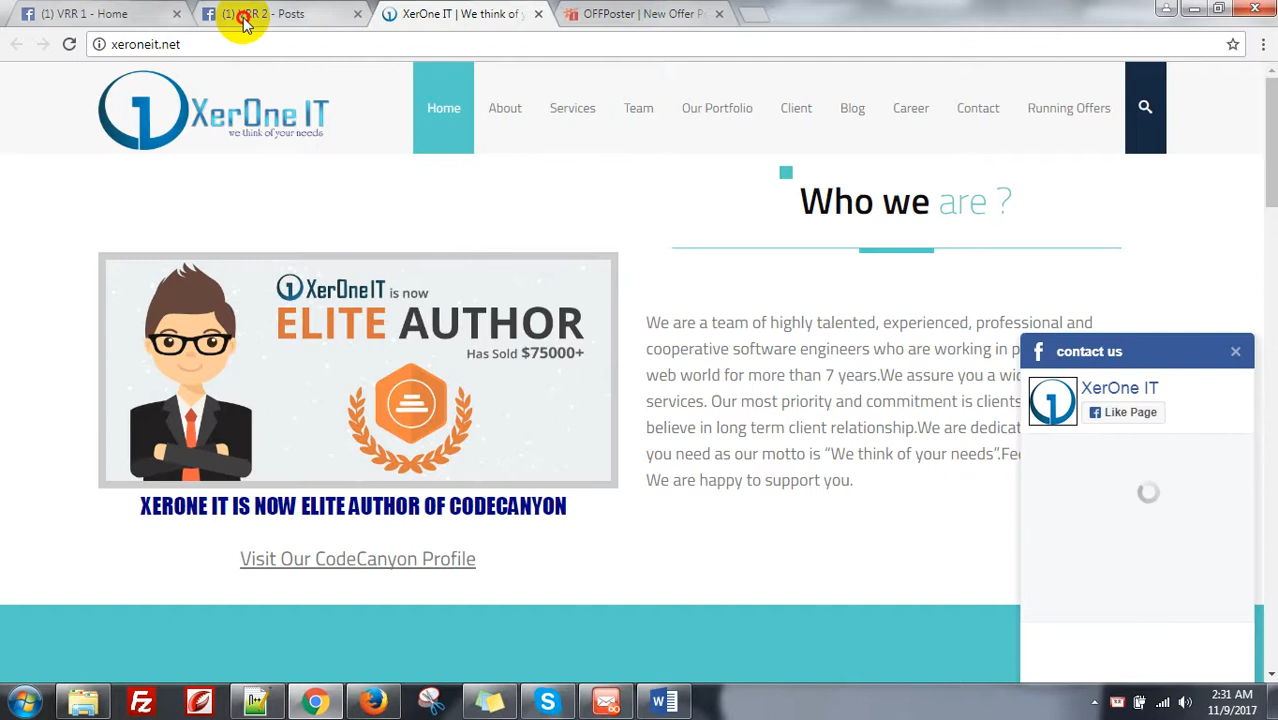 (1) VRR 1 - Home
(1) VRR 2 - Posts
XerOne IT | We think of y
OFFPoster | New Offer P
xeroneit.net
1 XerOne IT
we think of your needs
Home
About
Services
Team
Our Portfolio
Client
Blog
Career
Contact
Running Offers
Who we are ?
1 XerOne IT is now
ELITE AUTHOR
Has Sold $75000+
XERONE IT IS NOW ELITE AUTHOR OF CODECANYON
Visit Our CodeCanyon Profile
We are a team of highly talented, experienced, professional and
cooperative software engineers who are working in p
web world for more than 7 years.We assure you a wi
services. Our most priority and commitment is clients
believe in long term client relationship.We are dedicat
you need as our motto is “We think of your needs”.Fee
We are happy to support you.
contact us
XerOne IT
Like Page
2:31 AM
11/9/2017